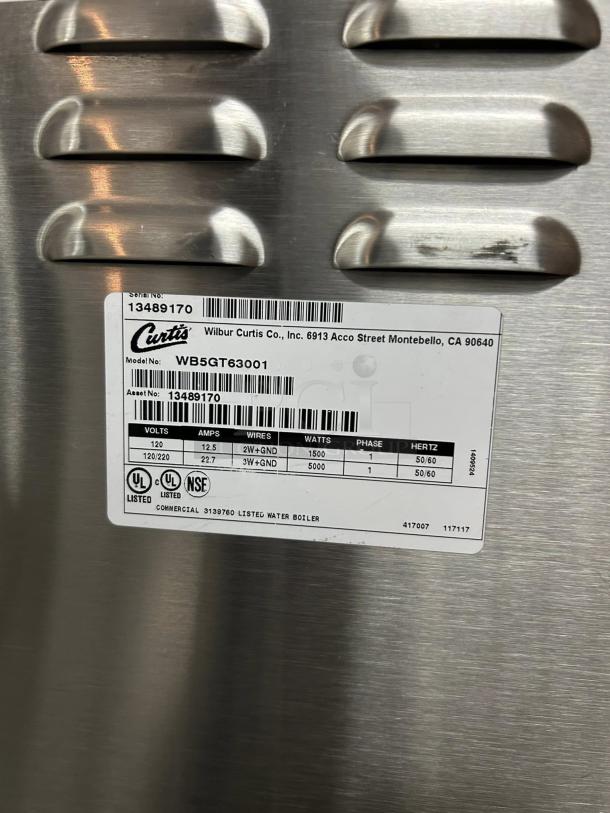 Serial No:
13489170
Curtis
Wilbur Curtis Co., Inc. 6913 Acco Street Montebello, CA 90640
Model No: WB5GT63001
Asset No: 13489170
VOLTS AMPS WIRES WATTS PHASE HERTZ
120 12.5 2W+GND 1500 1 50/60
120/220 22.7 3W+GND 5000 1 50/60
1409524
UL C UL NSF
LISTED LISTED
COMMERCIAL 3139760 LISTED WATER BOILER
417007 117117